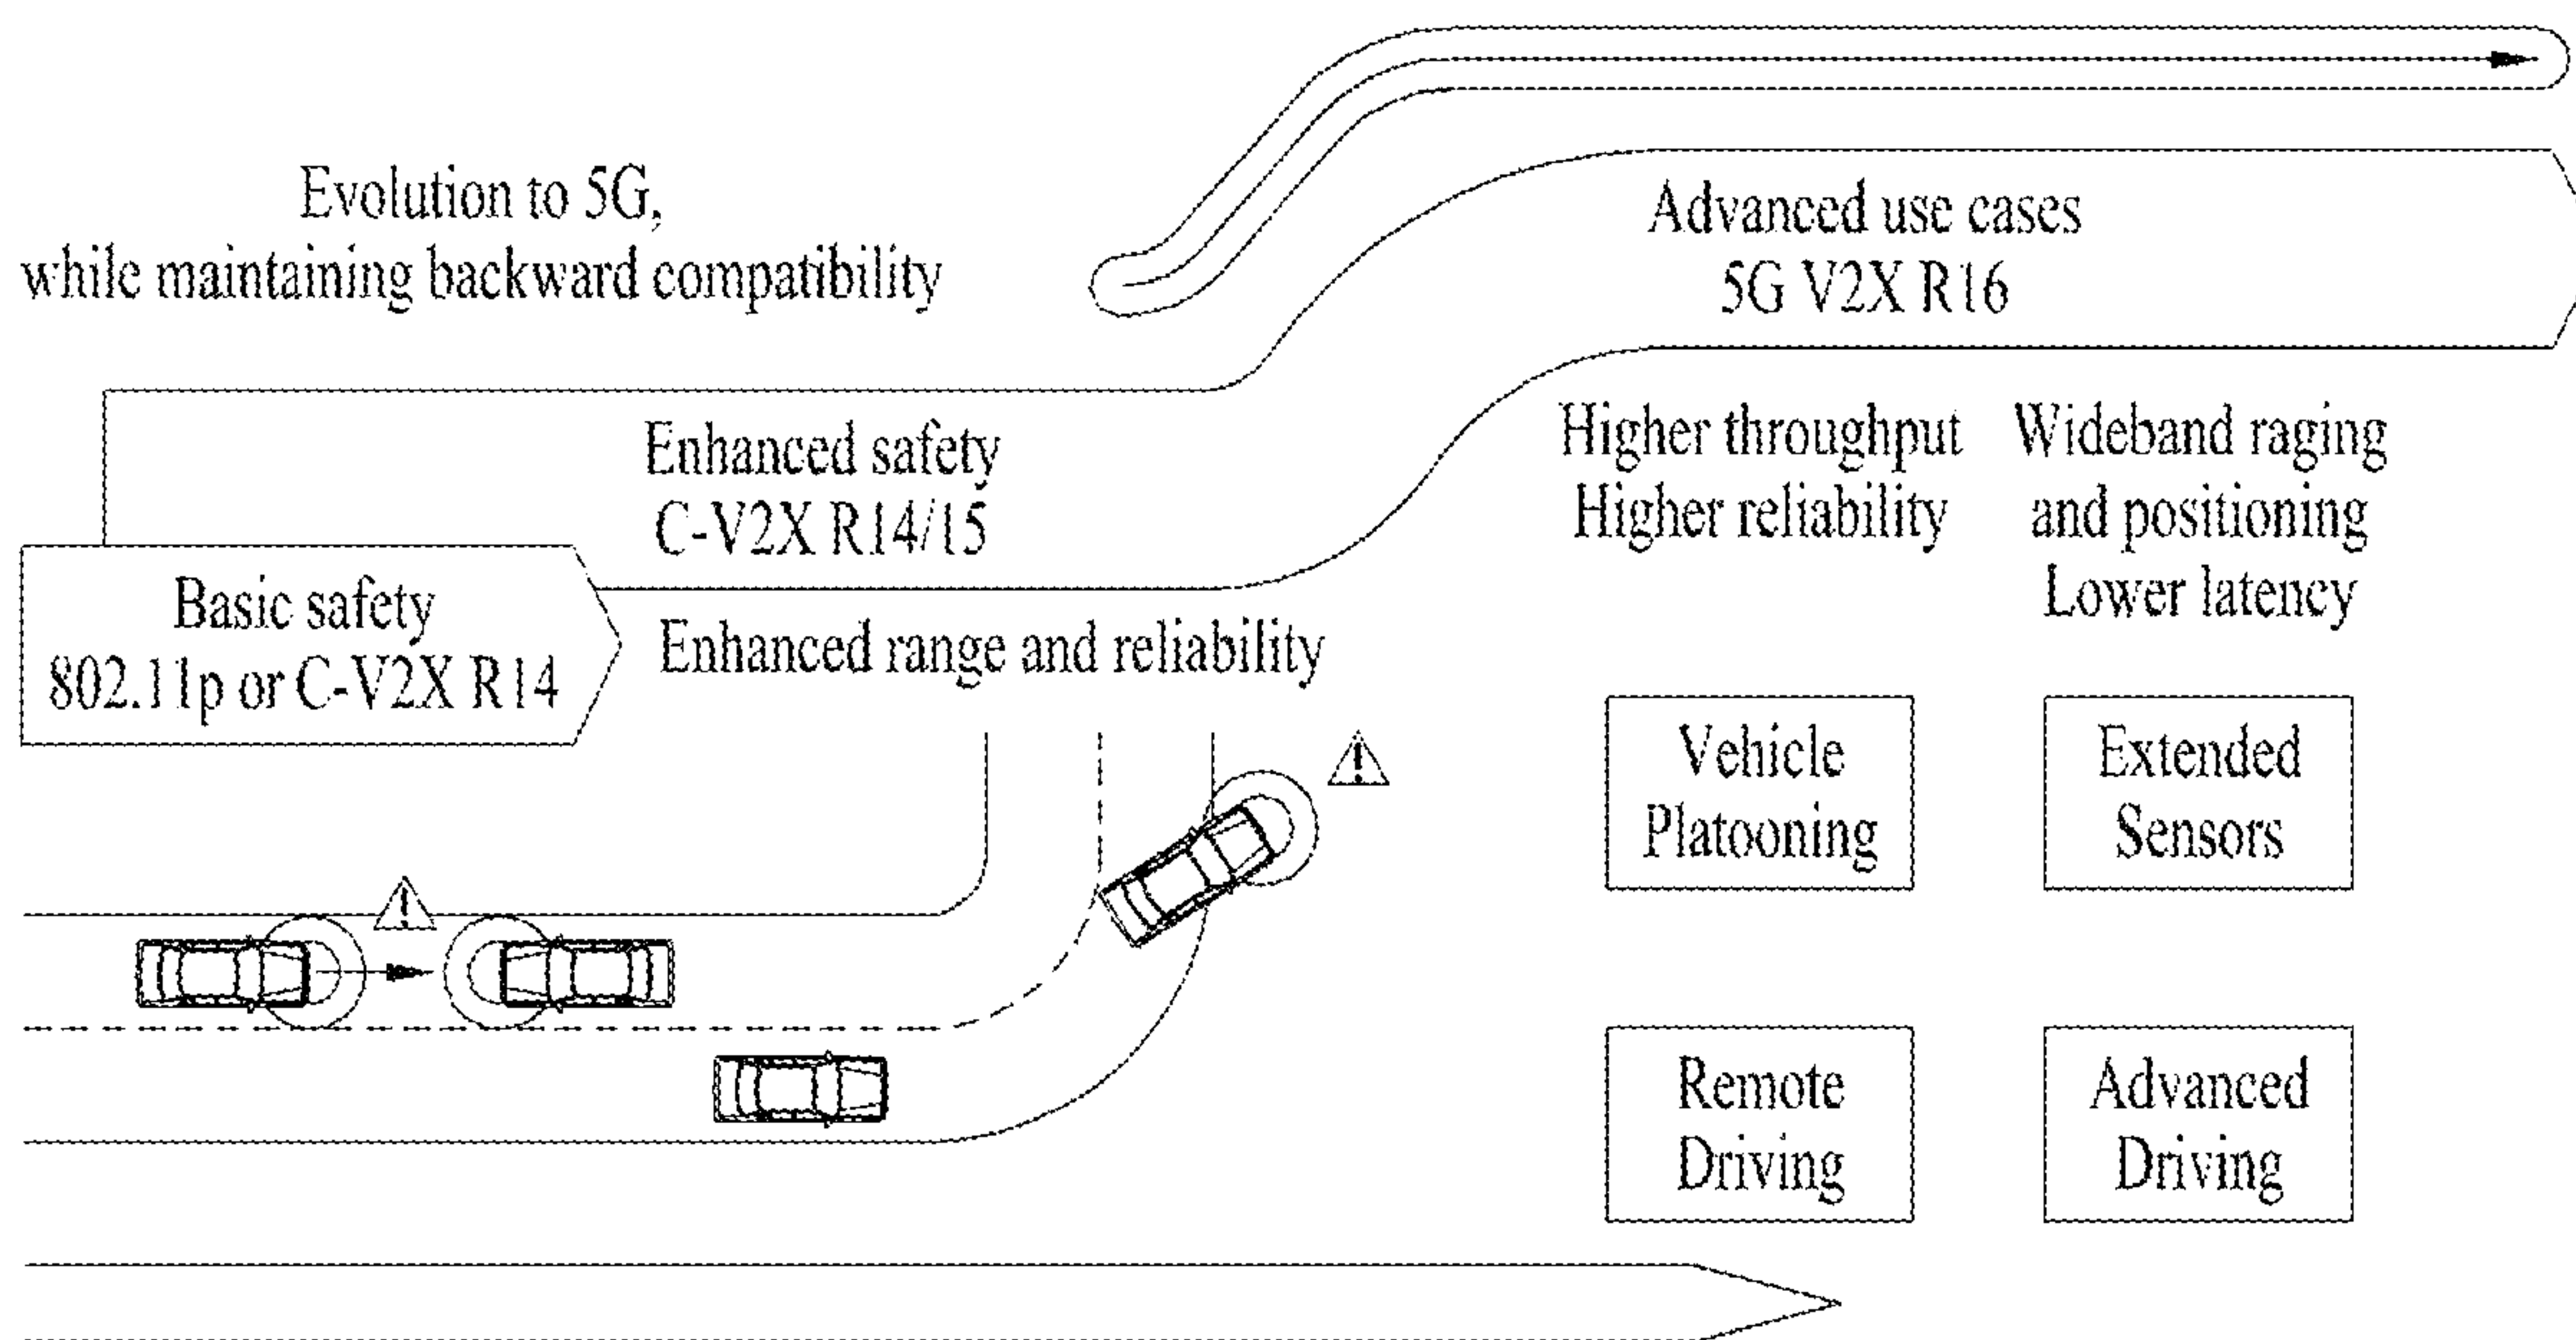 Evolution to 5G,
while maintaining backward compatibility
Advanced use cases
5G V2X R16
Enhanced safety
C-V2X R14/15
Basic safety
802.11p or C-V2X R14
Enhanced range and reliability
Higher throughput
Higher reliability
Wideband raging
and positioning
Lower latency
Vehicle
Platooning
Extended
Sensors
Remote
Driving
Advanced
Driving